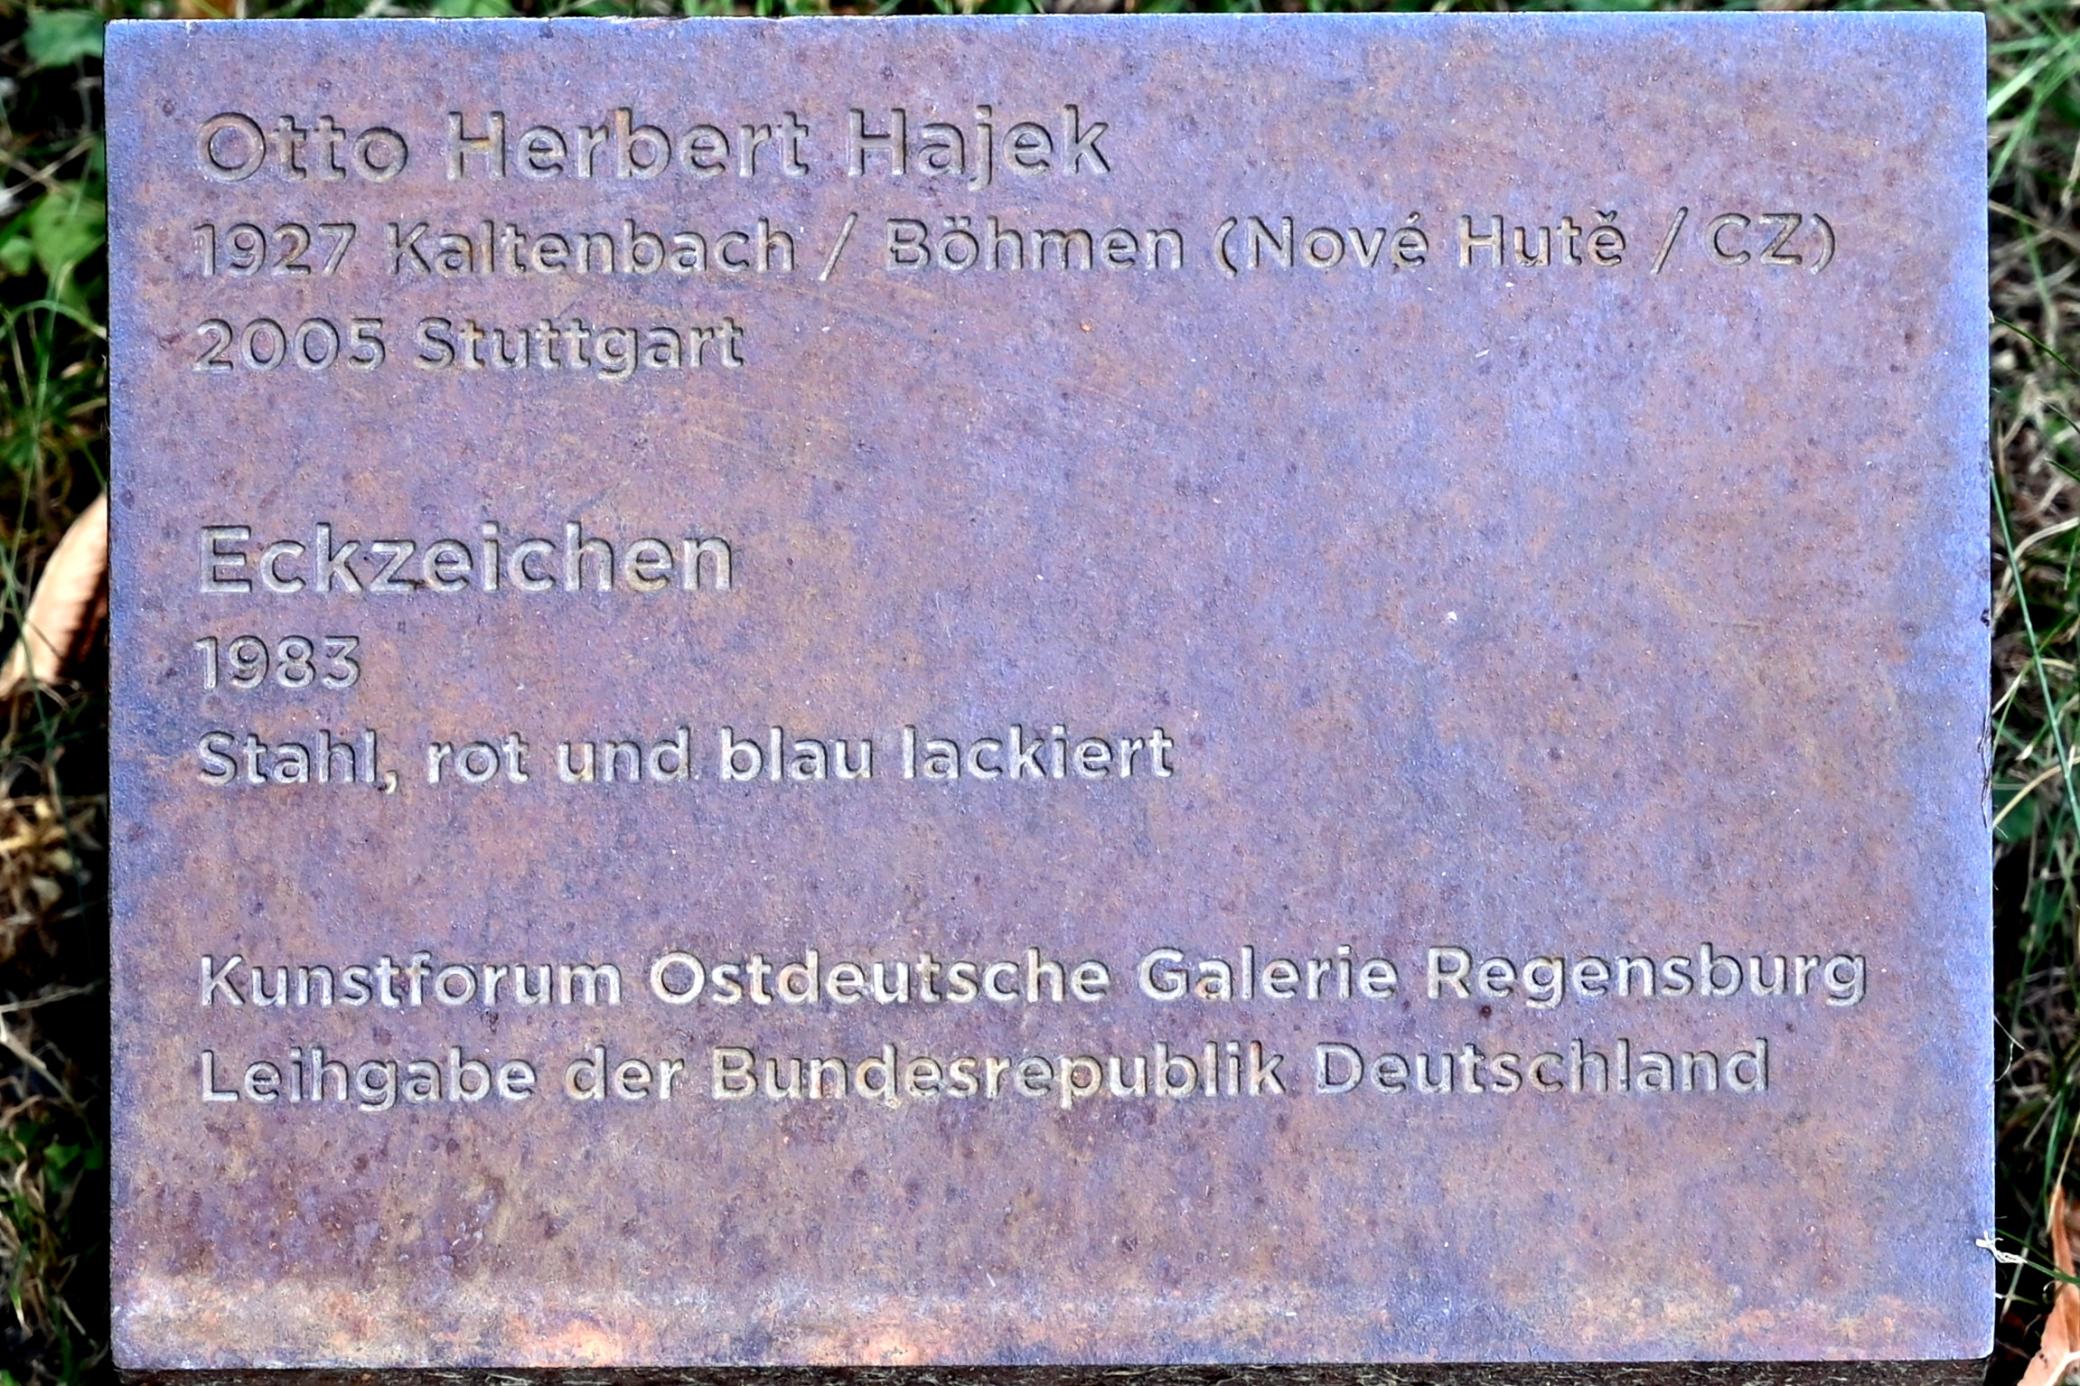 Otto Herbert Hajek
1927 Kaltenbach / Böhmen (Nové Hutě / CZ)
2005 Stuttgart
Eckzeichen
1983
Stahl, rot und blau lackiert
Kunstforum Ostdeutsche Galerie Regensburg
Leihgabe der Bundesrepublik Deutschland